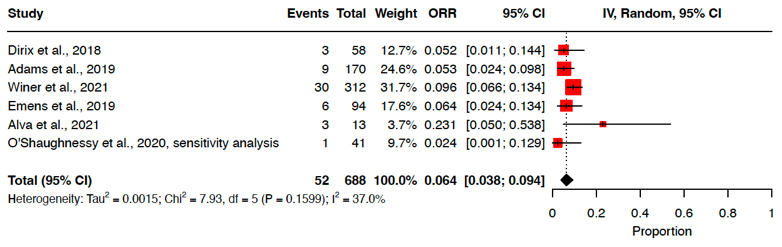 Study Events Total Weight ORR 95% CI IV, Random, 95% CI
Dirix et al., 2018 3 58 12.7% 0.052 [0.011; 0.144]
Adams et al., 2019 9 170 24.6% 0.053 [0.024; 0.098]
Winer et al., 2021 30 312 31.7% 0.096 [0.066; 0.134]
Emens et al., 2019 6 94 17.6% 0.064 [0.024; 0.134]
Alva et al., 2021 3 13 3.7% 0.231 [0.050; 0.538]
O'Shaughnessy et al., 2020, sensitivity analysis 1 41 9.7% 0.024 [0.001; 0.129]
Total (95% CI) 52 688 100.0% 0.064 [0.038; 0.094]
Heterogeneity: Tau² = 0.0015; Chi² = 7.93, df = 5 (P = 0.1599); I² = 37.0%
0 0.2 0.4 0.6 0.8 1
Proportion